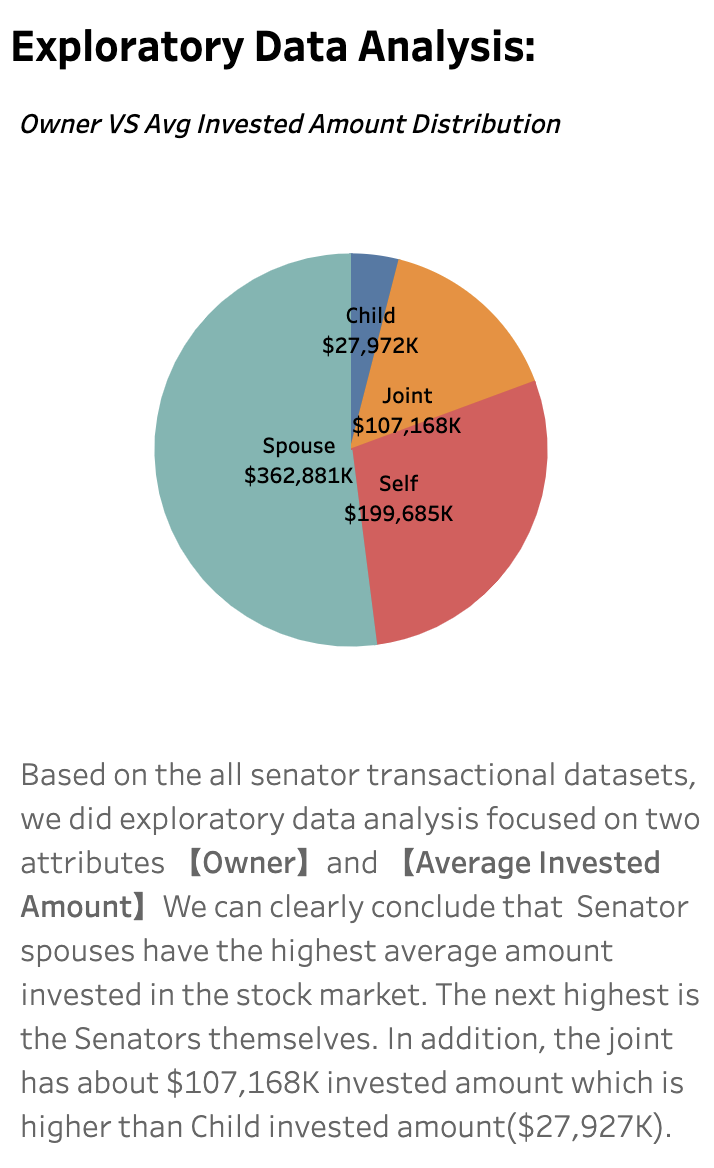 Exploratory Data Analysis:
Owner VS Avg Invested Amount Distribution
Child
$27,972K
Joint
$107,168K
Spouse
$362,881K
Self
$199,685K
Based on the all senator transactional datasets,
we did exploratory data analysis focused on two
attributes 【Owner】and 【Average Invested
Amount】We can clearly conclude that  Senator
spouses have the highest average amount
invested in the stock market. The next highest is
the Senators themselves. In addition, the joint
has about $107,168K invested amount which is
higher than Child invested amount($27,927K).